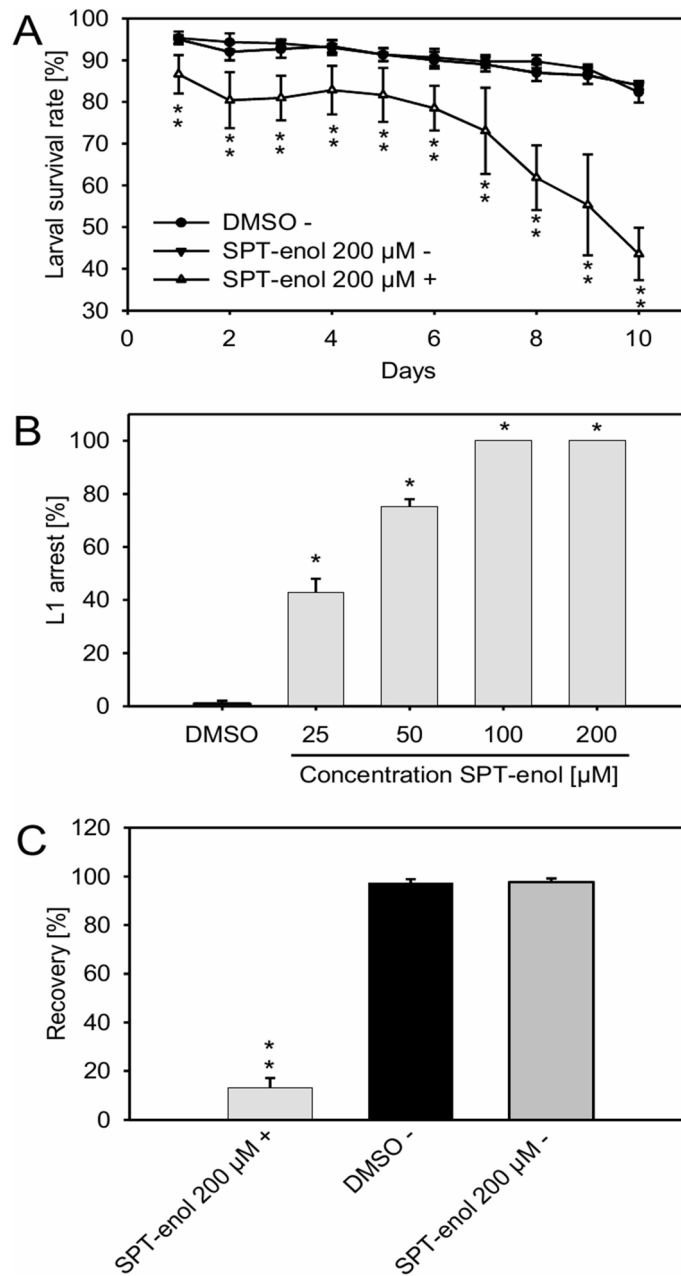 A
Larval survival rate [%]
100
90
80
70
60
50
40
30
** ** ** ** ** ** ** ** ** **
DMSO -
SPT-enol 200 µM -
SPT-enol 200 µM +
0 2 4 6 8 10
Days
B
L1 arrest [%]
100
80
60
40
20
0
* * * *
DMSO 25 50 100 200
Concentration SPT-enol [µM]
C
Recovery [%]
120
100
80
60
40
20
0
**
SPT-enol 200 µM +
DMSO -
SPT-enol 200 µM -